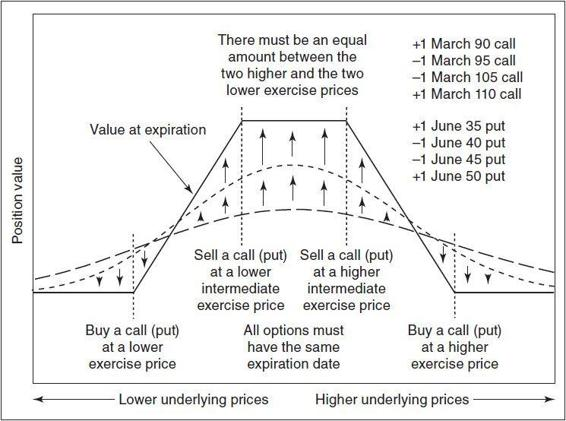 There must be an equal
amount between the
two higher and the two
lower exercise prices
+1 March 90 call
–1 March 95 call
–1 March 105 call
+1 March 110 call
+1 June 35 put
–1 June 40 put
–1 June 45 put
+1 June 50 put
Value at expiration
Position value
Sell a call (put)
at a lower
intermediate
exercise price
Sell a call (put)
at a higher
intermediate
exercise price
Buy a call (put)
at a lower
exercise price
All options must
have the same
expiration date
Buy a call (put)
at a higher
exercise price
Lower underlying prices
Higher underlying prices